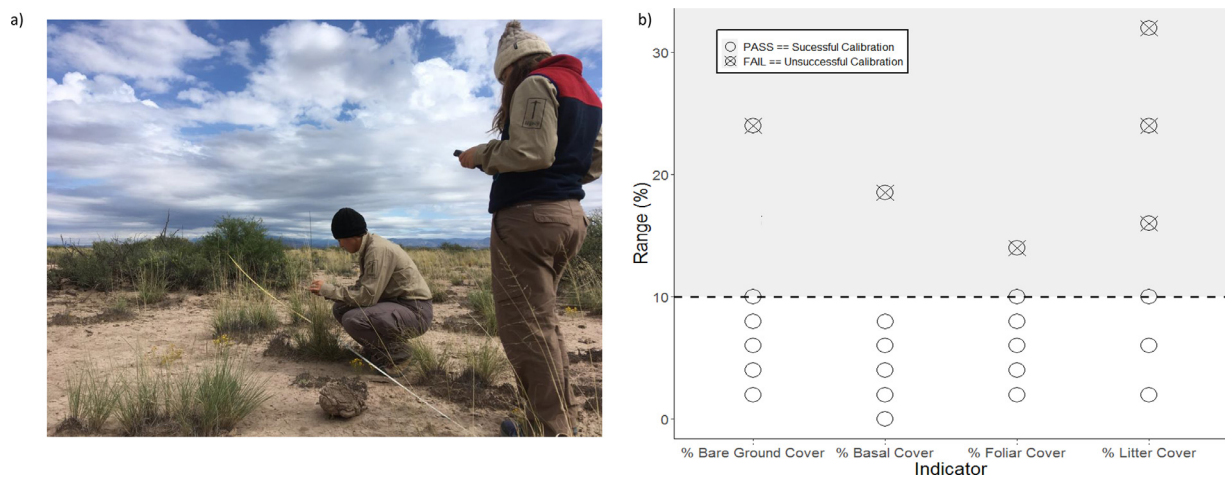 a)
b)
PASS == Sucessful Calibration
FAIL == Unsuccessful Calibration
30
20
10
0
Range (%)
% Bare Ground Cover
% Basal Cover
% Foliar Cover
% Litter Cover
Indicator